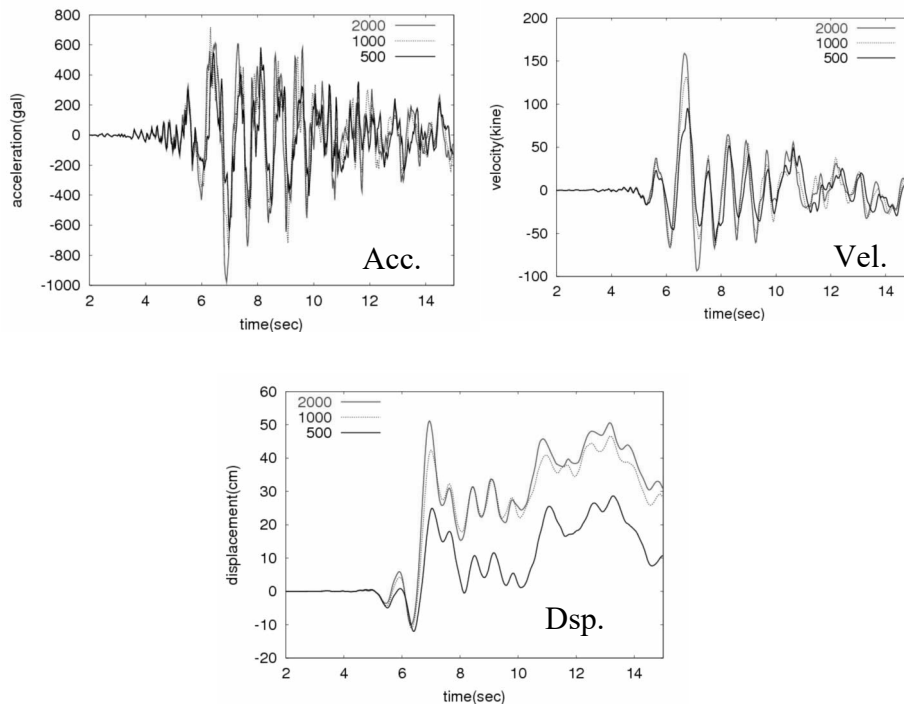 800
600
400
200
0
-200
-400
-600
-800
-1000
acceleration(gal)
2000
1000
500
Acc.
2 4 6 8 10 12 14
time(sec)
200
150
100
50
0
-50
-100
velocity(kine)
2000
1000
500
Vel.
2 4 6 8 10 12 14
time(sec)
60
50
40
30
20
10
0
-10
-20
displacement(cm)
2000
1000
500
Dsp.
2 4 6 8 10 12 14
time(sec)